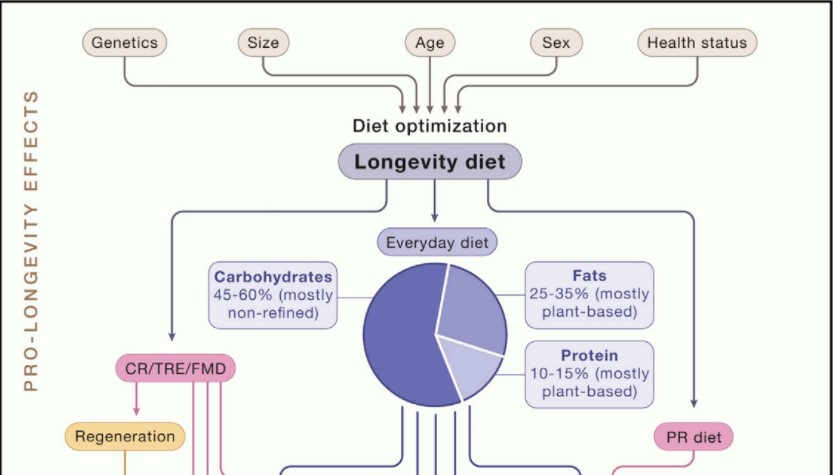 Genetics
Size
Age
Sex
Health status
PRO-LONGEVITY EFFECTS
Diet optimization
Longevity diet
Everyday diet
Carbohydrates
45-60% (mostly
non-refined)
Fats
25-35% (mostly
plant-based)
Protein
10-15% (mostly
plant-based)
CR/TRE/FMD
Regeneration
PR diet